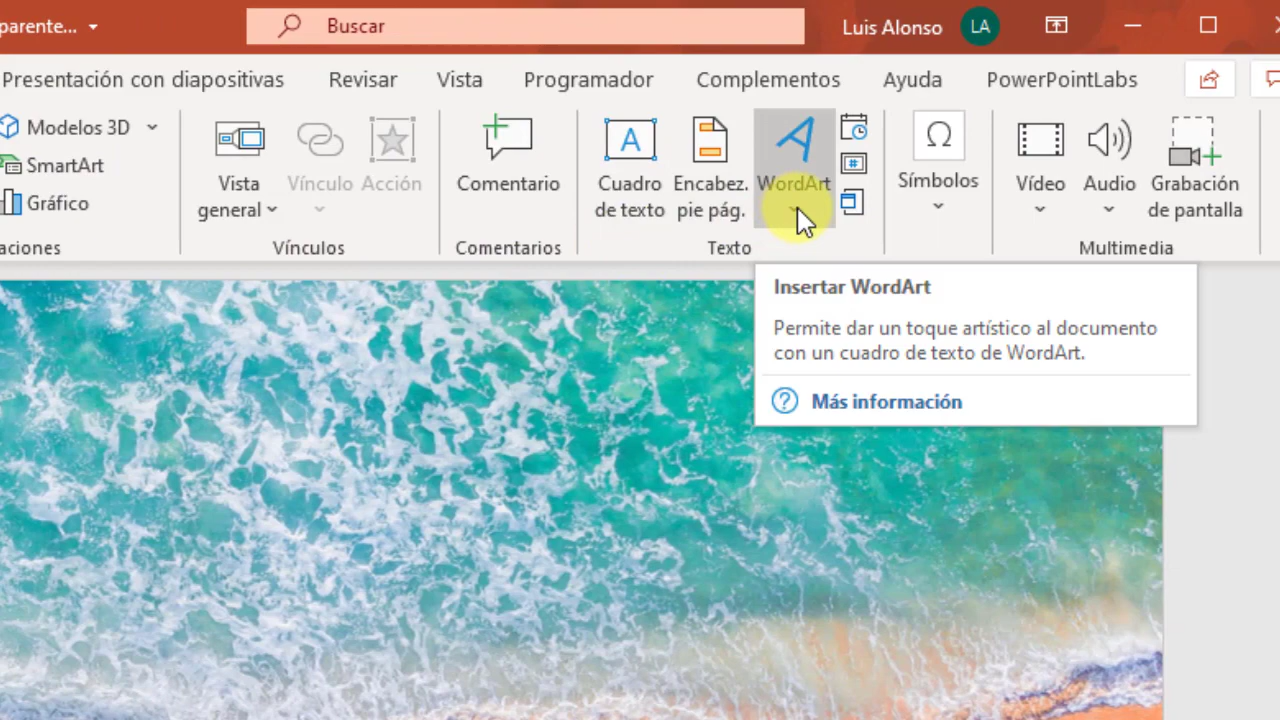 parente...
Buscar
Luis Alonso
LA
Presentación con diapositivas
Revisar
Vista
Programador
Complementos
Ayuda
PowerPointLabs
Modelos 3D
SmartArt
Gráfico
aciones
Vista
general
Vínculo
Acción
Vínculos
Comentario
Comentarios
A
Cuadro
de texto
Encabez.
pie pág.
WordArt
Texto
Ω
Símbolos
Vídeo
Audio
Grabación
de pantalla
Multimedia
Insertar WordArt
Permite dar un toque artístico al documento
con un cuadro de texto de WordArt.
? Más información